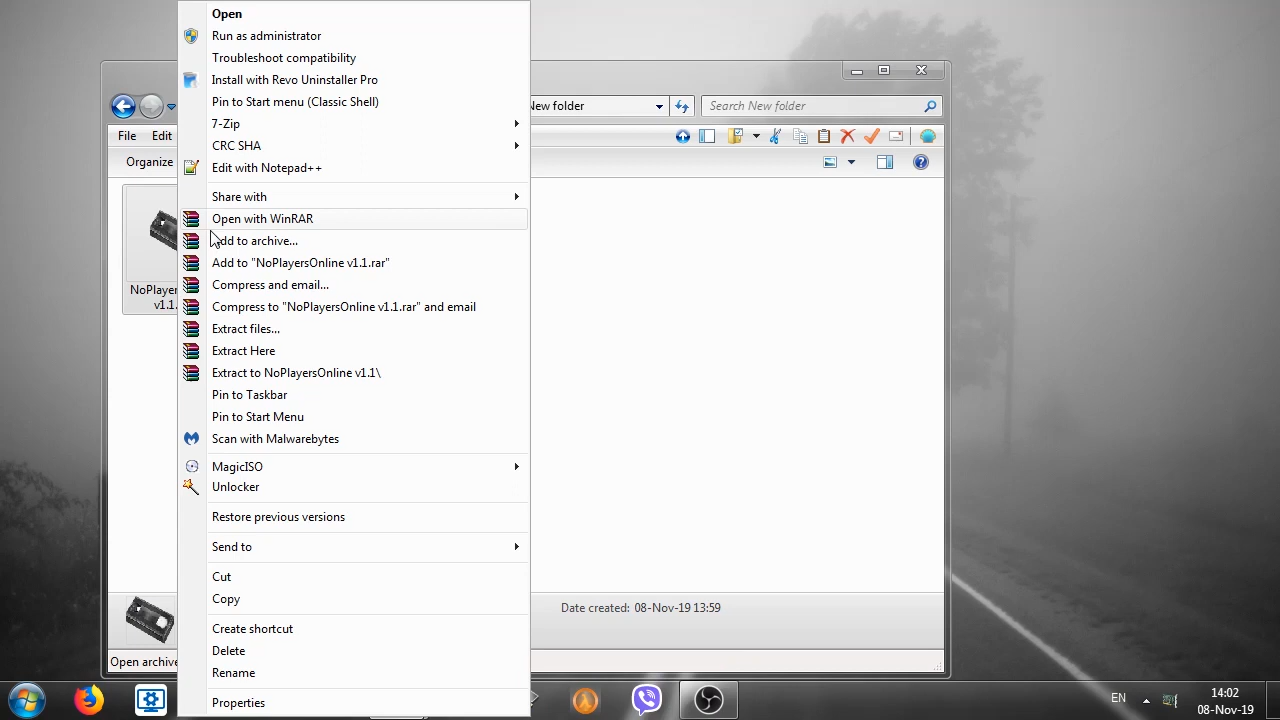 Open
Run as administrator
Troubleshoot compatibility
Install with Revo Uninstaller Pro
Pin to Start menu (Classic Shell)
7-Zip
CRC SHA
Edit with Notepad++
Share with
Open with WinRAR
Add to archive...
Add to "NoPlayersOnline v1.1.rar"
Compress and email...
Compress to "NoPlayersOnline v1.1.rar" and email
Extract files...
Extract Here
Extract to NoPlayersOnline v1.1\
Pin to Taskbar
Pin to Start Menu
Scan with Malwarebytes
MagicISO
Unlocker
Restore previous versions
Send to
Cut
Copy
Create shortcut
Delete
Rename
Properties
New folder
Search New folder
File Edit
Organize
NoPlayer
v1.1.
Date created: 08-Nov-19 13:59
Open archive
EN
14:02
08-Nov-19